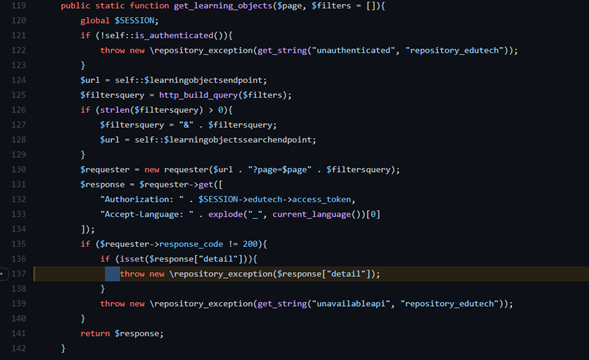 119 public static function get_learning_objects($page, $filters = []){
120 global $SESSION;
121 if (!self::is_authenticated()){
122 throw new \repository_exception(get_string("unauthenticated", "repository_edutech"));
123 }
124 $url = self::$learningobjectsendpoint;
125 $filtersquery = http_build_query($filters);
126 if (strlen($filtersquery) > 0){
127 $filtersquery = "&" . $filtersquery;
128 $url = self::$learningobjectssearchendpoint;
129 }
130 $requester = new requester($url . "?page=$page" . $filtersquery);
131 $response = $requester->get([
132 "Authorization: " . $SESSION->edutech->access_token,
133 "Accept-Language: " . explode("_", current_language())[0]
134 ]);
135 if ($requester->response_code != 200){
136 if (isset($response["detail"])){
137 throw new \repository_exception($response["detail"]);
138 }
139 throw new \repository_exception(get_string("unavailableapi", "repository_edutech"));
140 }
141 return $response;
142 }